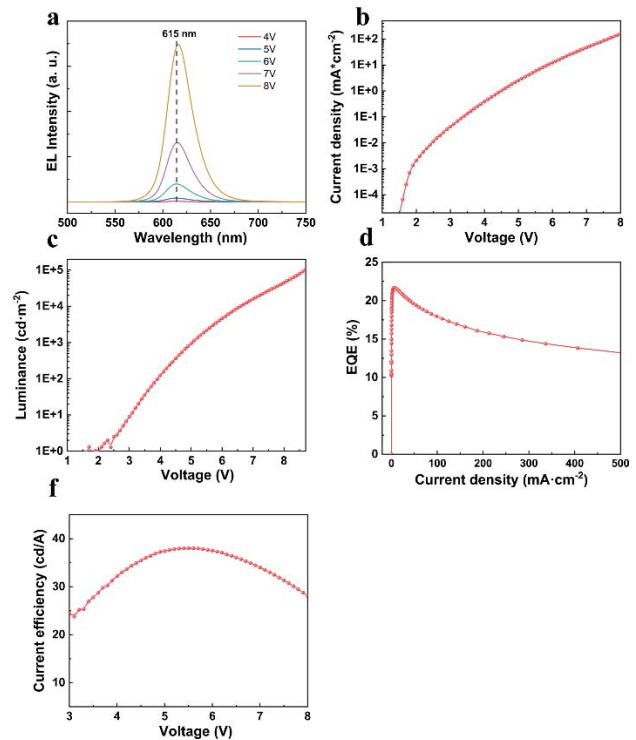 a
615 nm
4V
5V
6V
7V
8V
EL Intensity (a. u.)
500 550 600 650 700 750
Wavelength (nm)
b
1E+2
1E+1
1E+0
1E-1
1E-2
1E-3
1E-4
Current density (mA*cm-2)
1 2 3 4 5 6 7 8
Voltage (V)
c
1E+5
1E+4
1E+3
1E+2
1E+1
1E+0
Luminance (cd·m-2)
1 2 3 4 5 6 7 8
Voltage (V)
d
25
20
15
10
5
0
EQE (%)
0 100 200 300 400 500
Current density (mA·cm-2)
f
40
30
20
10
Current efficiency (cd/A)
3 4 5 6 7 8
Voltage (V)